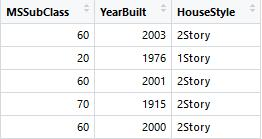 MSSubClass YearBuilt HouseStyle
60 2003 2Story
20 1976 1Story
60 2001 2Story
70 1915 2Story
60 2000 2Story